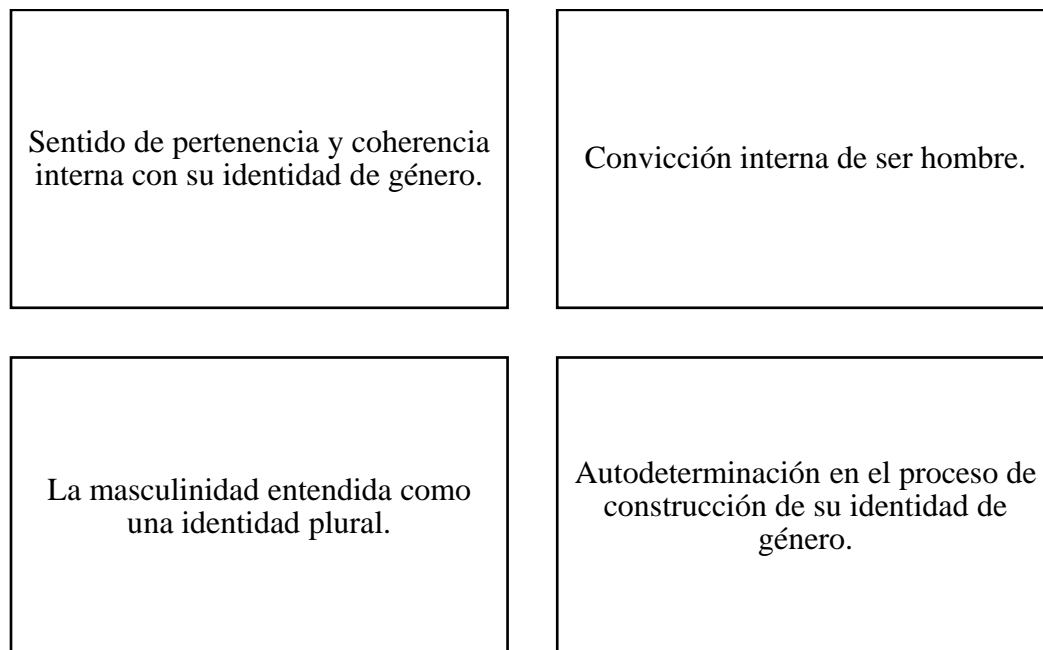 Sentido de pertenencia y coherencia
interna con su identidad de género.
Convicción interna de ser hombre.
La masculinidad entendida como
una identidad plural.
Autodeterminación en el proceso de
construcción de su identidad de
género.